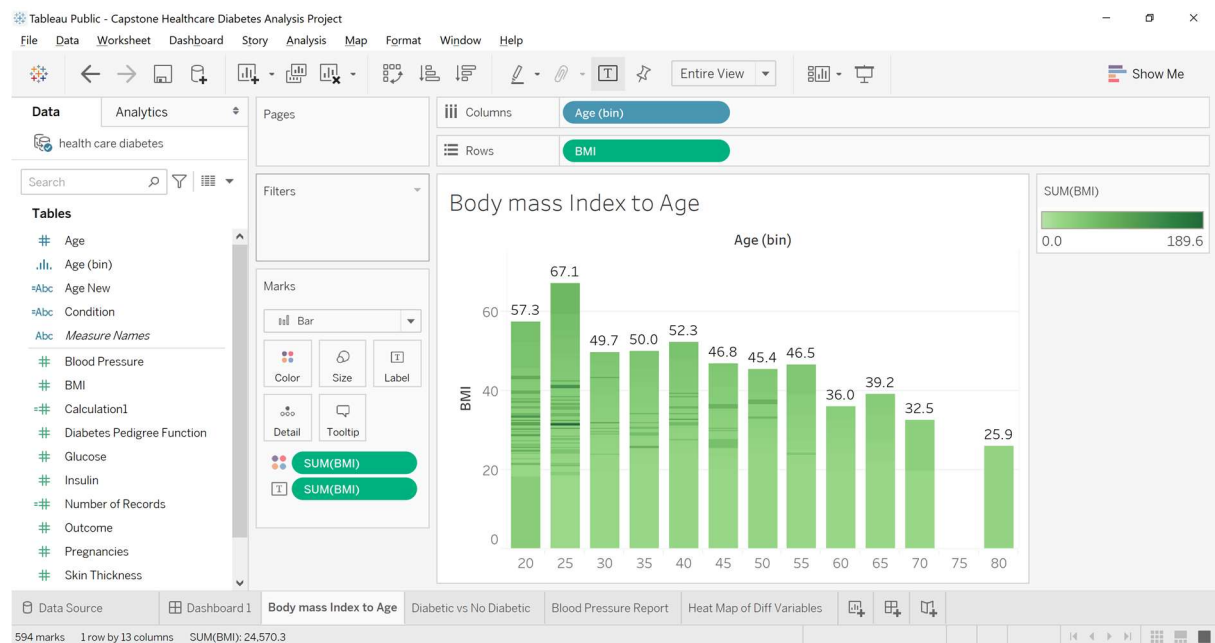 Tableau Public - Capstone Healthcare Diabetes Analysis Project
File Data Worksheet Dashboard Story Analysis Map Format Window Help
Entire View
Show Me
Data Analytics
health care diabetes
Search
Tables
# Age
Age (bin)
=Abc Age New
=Abc Condition
Abc Measure Names
# Blood Pressure
# BMI
=# Calculation1
# Diabetes Pedigree Function
# Glucose
# Insulin
=# Number of Records
# Outcome
# Pregnancies
# Skin Thickness
Pages
Filters
Marks
Bar
Color Size Label
Detail Tooltip
SUM(BMI)
SUM(BMI)
Columns Age (bin)
Rows BMI
Body mass Index to Age
Age (bin)
BMI
60
40
20
0
57.3 67.1 49.7 50.0 52.3 46.8 45.4 46.5 36.0 39.2 32.5 25.9
20 25 30 35 40 45 50 55 60 65 70 75 80
SUM(BMI)
0.0 189.6
Data Source Dashboard 1 Body mass Index to Age Diabetic vs No Diabetic Blood Pressure Report Heat Map of Diff Variables
594 marks 1 row by 13 columns SUM(BMI): 24,570.3